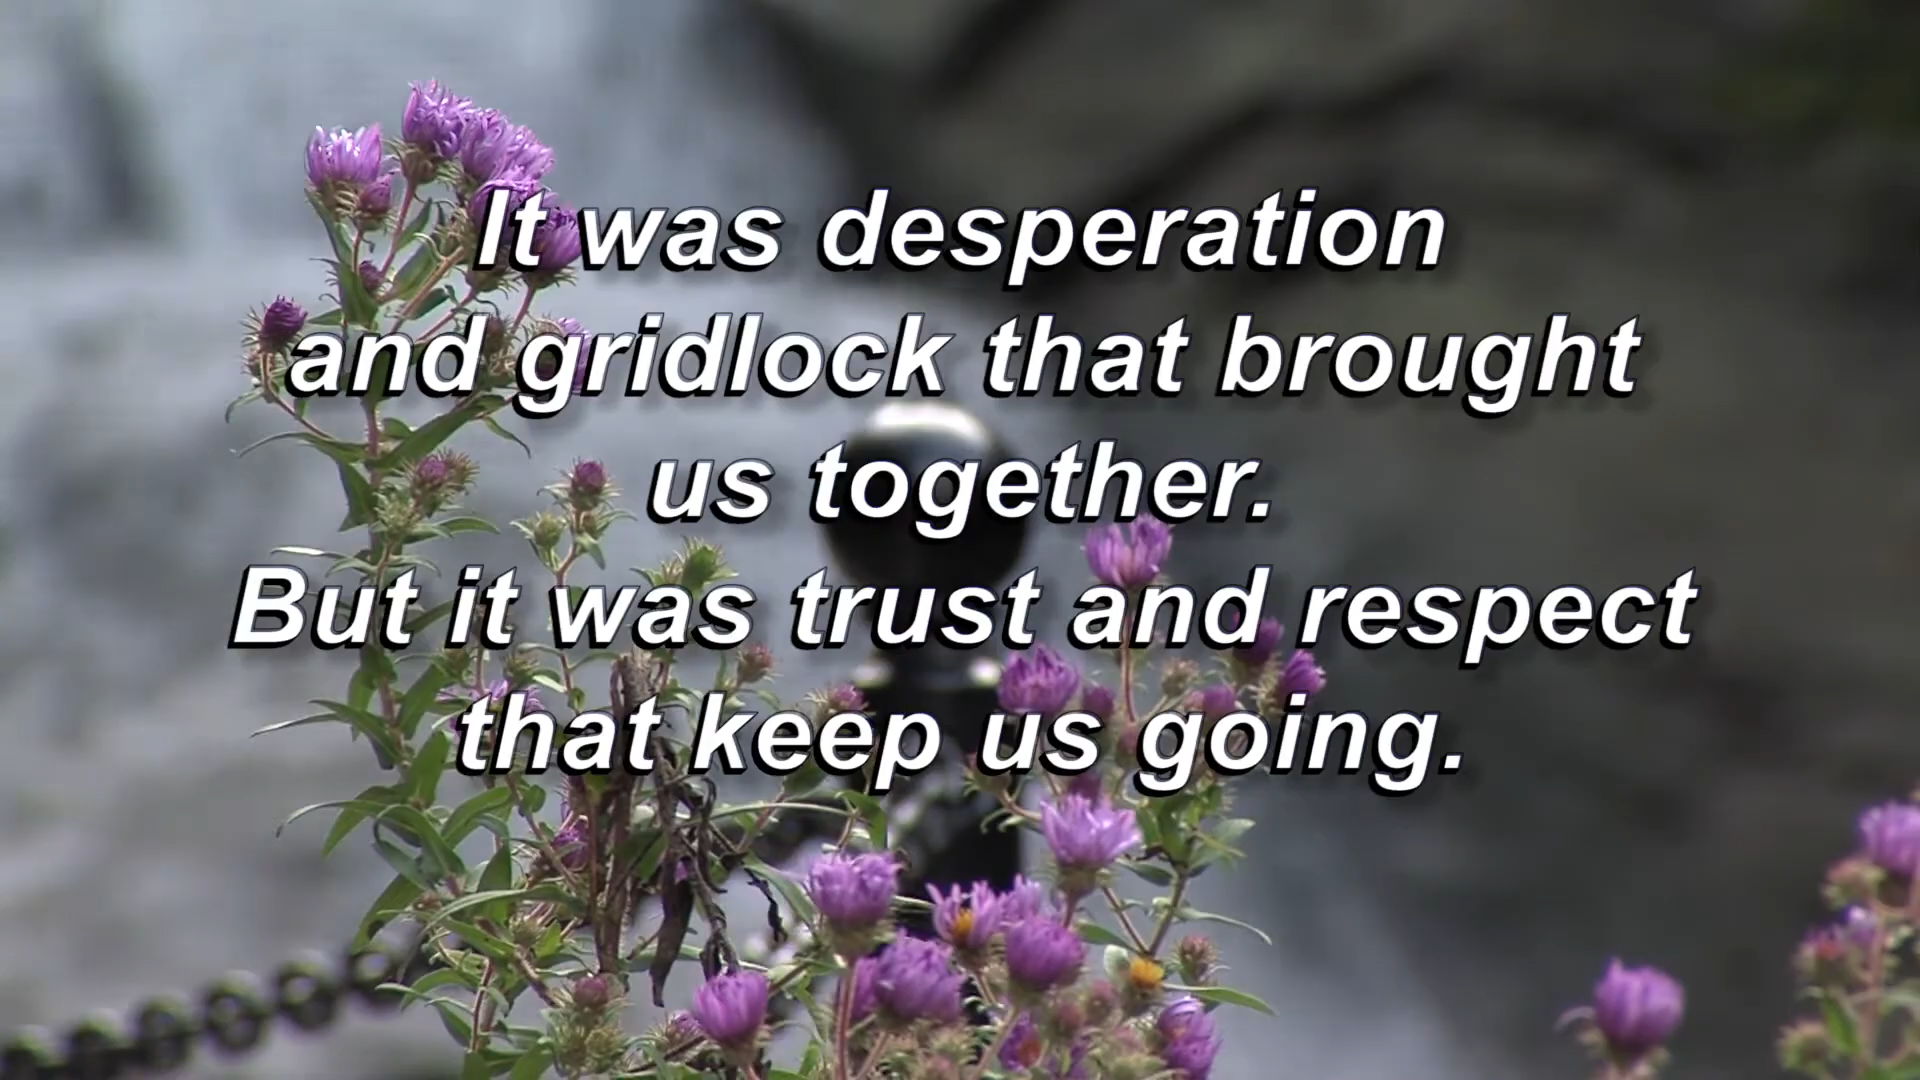 It was desperation
and gridlock that brought
us together.
But it was trust and respect
that keep us going.